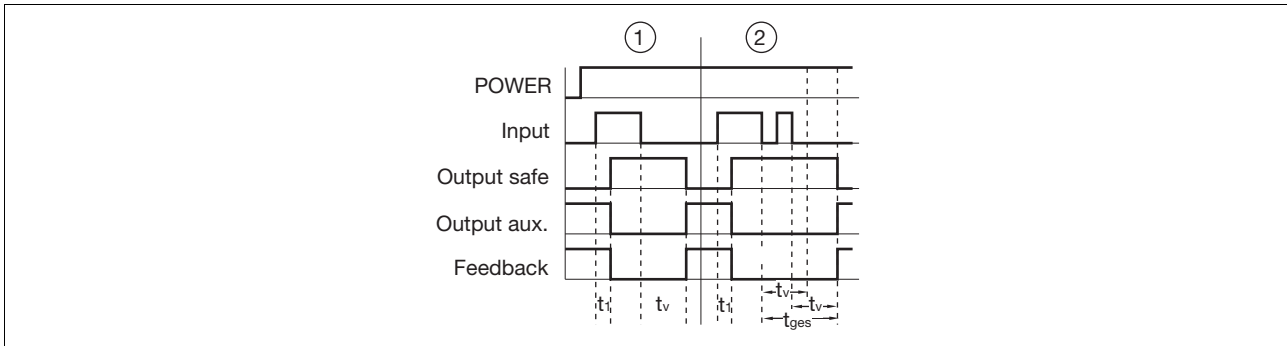 ① ②
POWER
Input
Output safe
Output aux.
Feedback
t1 tv t1 tv tv
tges